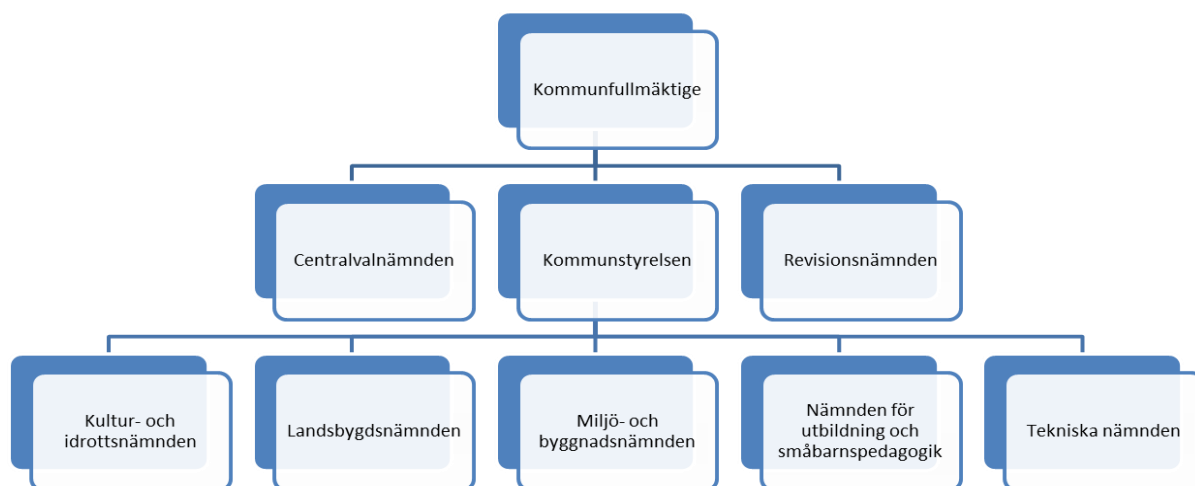 Kommunfullmäktige
Centralvalnämnden
Kommunstyrelsen
Revisionsnämnden
Kultur- och
idrottsnämnden
Landsbygdsnämnden
Miljö- och
byggnadsnämnden
Nämnden för
utbildning och
småbarnspedagogik
Tekniska nämnden